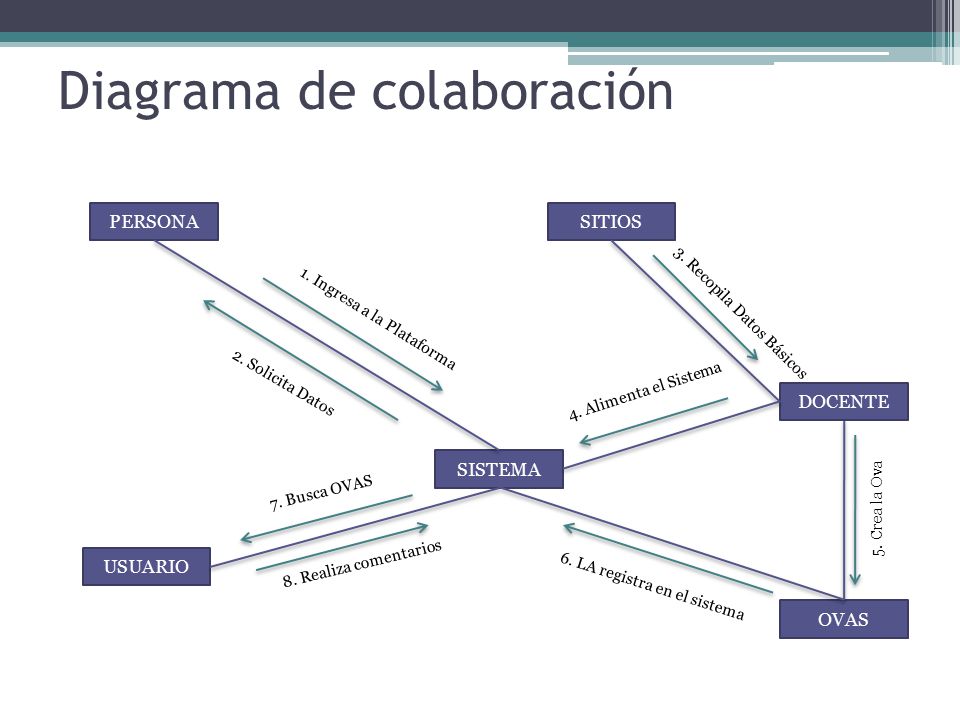 Diagrama de colaboración
PERSONA
SITIOS
1. Ingresa a la Plataforma
2. Solicita Datos
3. Recopila Datos Básicos
4. Alimenta el Sistema
DOCENTE
SISTEMA
5. Crea la Ova
7. Busca OVAS
8. Realiza comentarios
6. LA registra en el sistema
USUARIO
OVAS